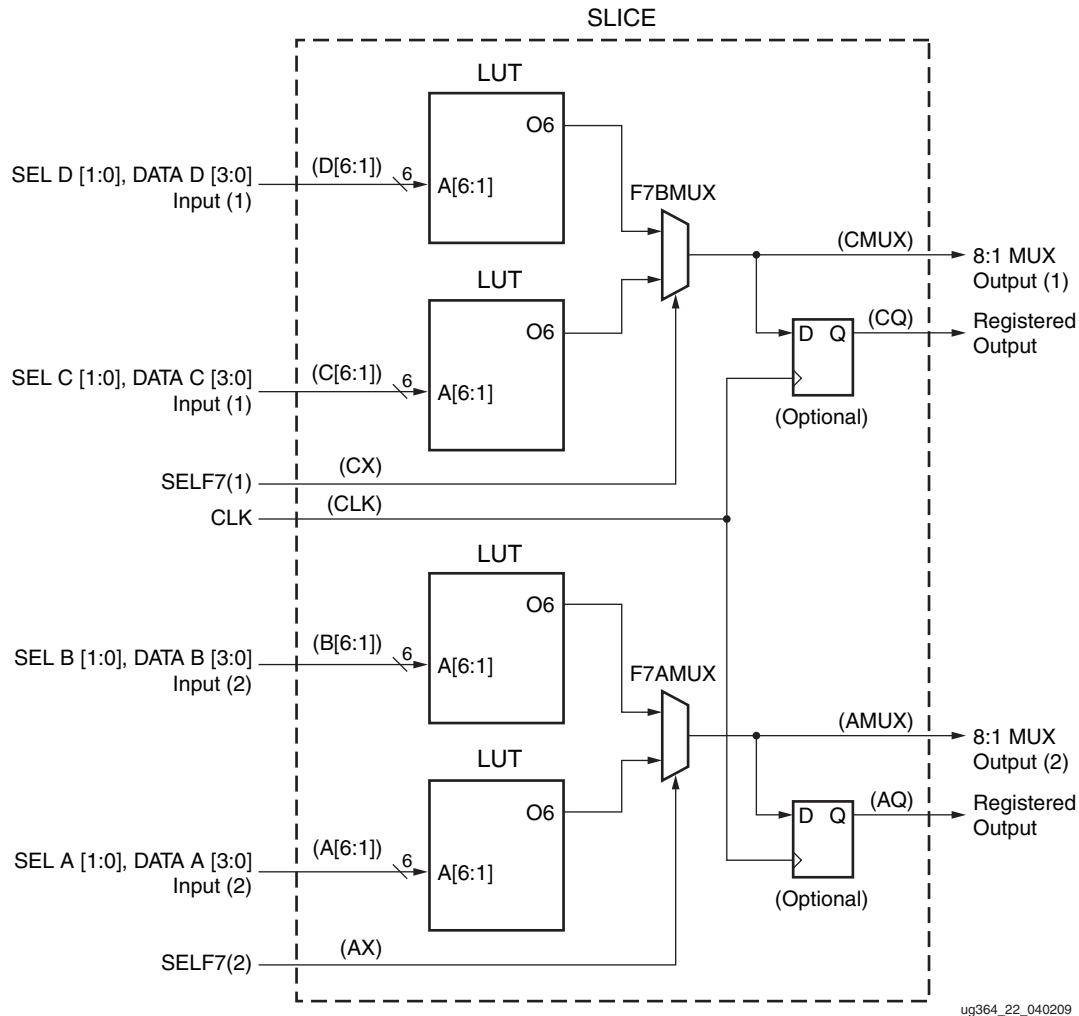 SLICE
LUT
O6
SEL D [1:0], DATA D [3:0]
Input (1)
(D[6:1])
6
A[6:1]
F7BMUX
(CMUX)
8:1 MUX
Output (1)
LUT
O6
D Q
(CQ)
Registered
Output
SEL C [1:0], DATA C [3:0]
Input (1)
(C[6:1])
6
A[6:1]
(Optional)
SELF7(1)
(CX)
CLK
(CLK)
LUT
O6
SEL B [1:0], DATA B [3:0]
Input (2)
(B[6:1])
6
A[6:1]
F7AMUX
(AMUX)
8:1 MUX
Output (2)
LUT
O6
D Q
(AQ)
Registered
Output
SEL A [1:0], DATA A [3:0]
Input (2)
(A[6:1])
6
A[6:1]
(Optional)
SELF7(2)
(AX)
ug364_22_040209